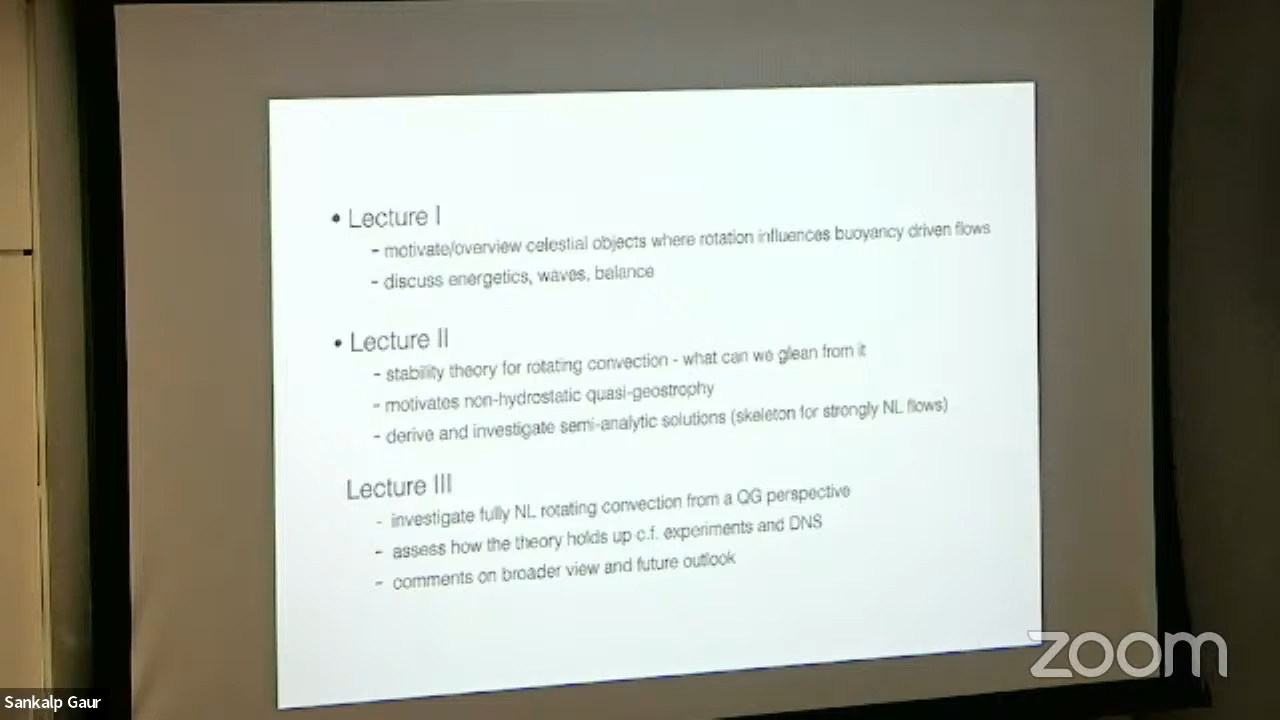 • Lecture I
- motivate/overview celestial objects where rotation influences buoyancy driven flows
- discuss energetics, waves, balance
• Lecture II
- stability theory for rotating convection - what can we glean from it
- motivates non-hydrostatic quasi-geostrophy
- derive and investigate semi-analytic solutions (skeleton for strongly NL flows)
Lecture III
- investigate fully NL rotating convection from a QG perspective
- assess how the theory holds up c.f. experiments and DNS
- comments on broader view and future outlook
zoom
Sankalp Gaur